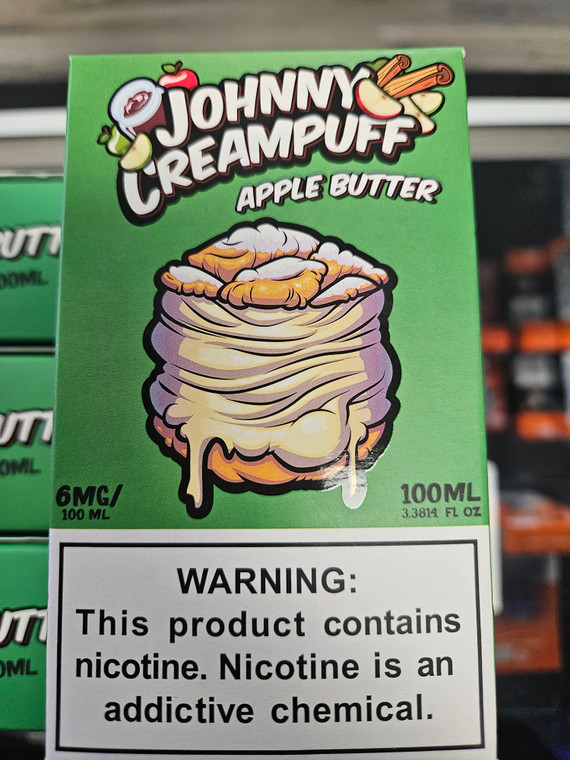 JOHNNY
CREAMPUFF
APPLE BUTTER
6MG/
100 ML
100ML
3.3814 FL OZ
WARNING:
This product contains
nicotine. Nicotine is an
addictive chemical.